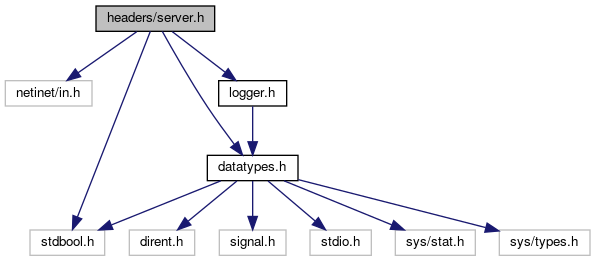 headers/server.h
netinet/in.h
logger.h
datatypes.h
stdbool.h
dirent.h
signal.h
stdio.h
sys/stat.h
sys/types.h